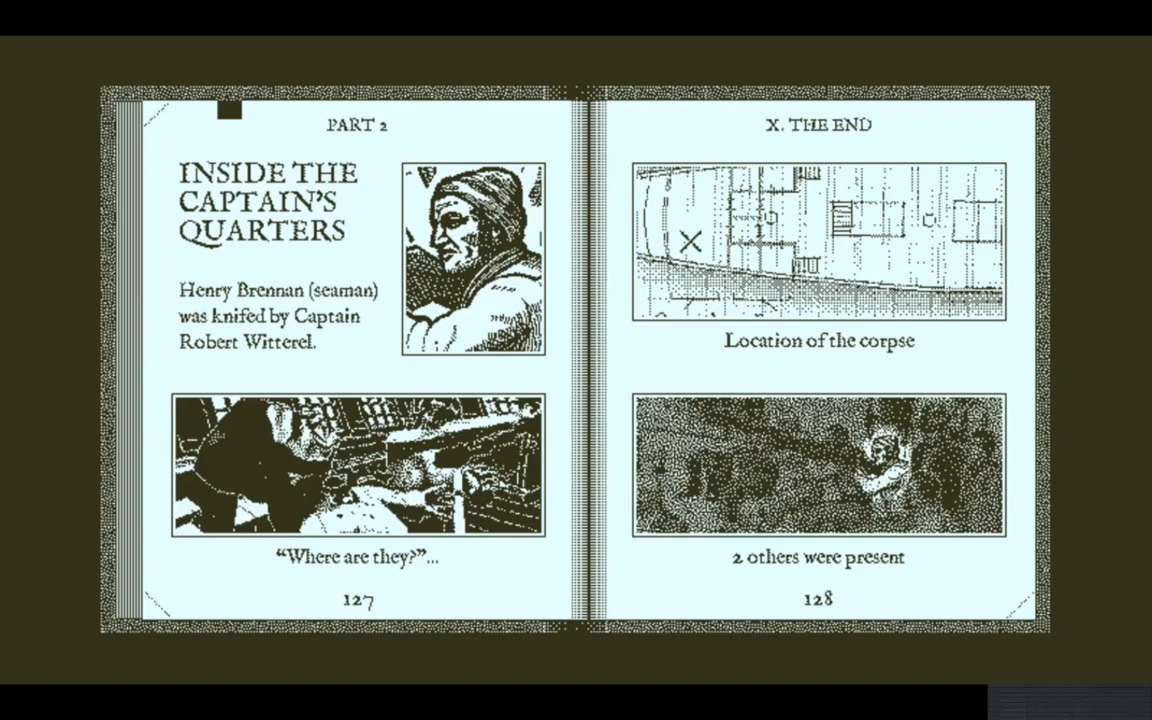 PART 2
INSIDE THE
CAPTAIN'S
QUARTERS
Henry Brennan (seaman)
was knifed by Captain
Robert Witterel.
"Where are they?"...
127
X. THE END
Location of the corpse
2 others were present
128